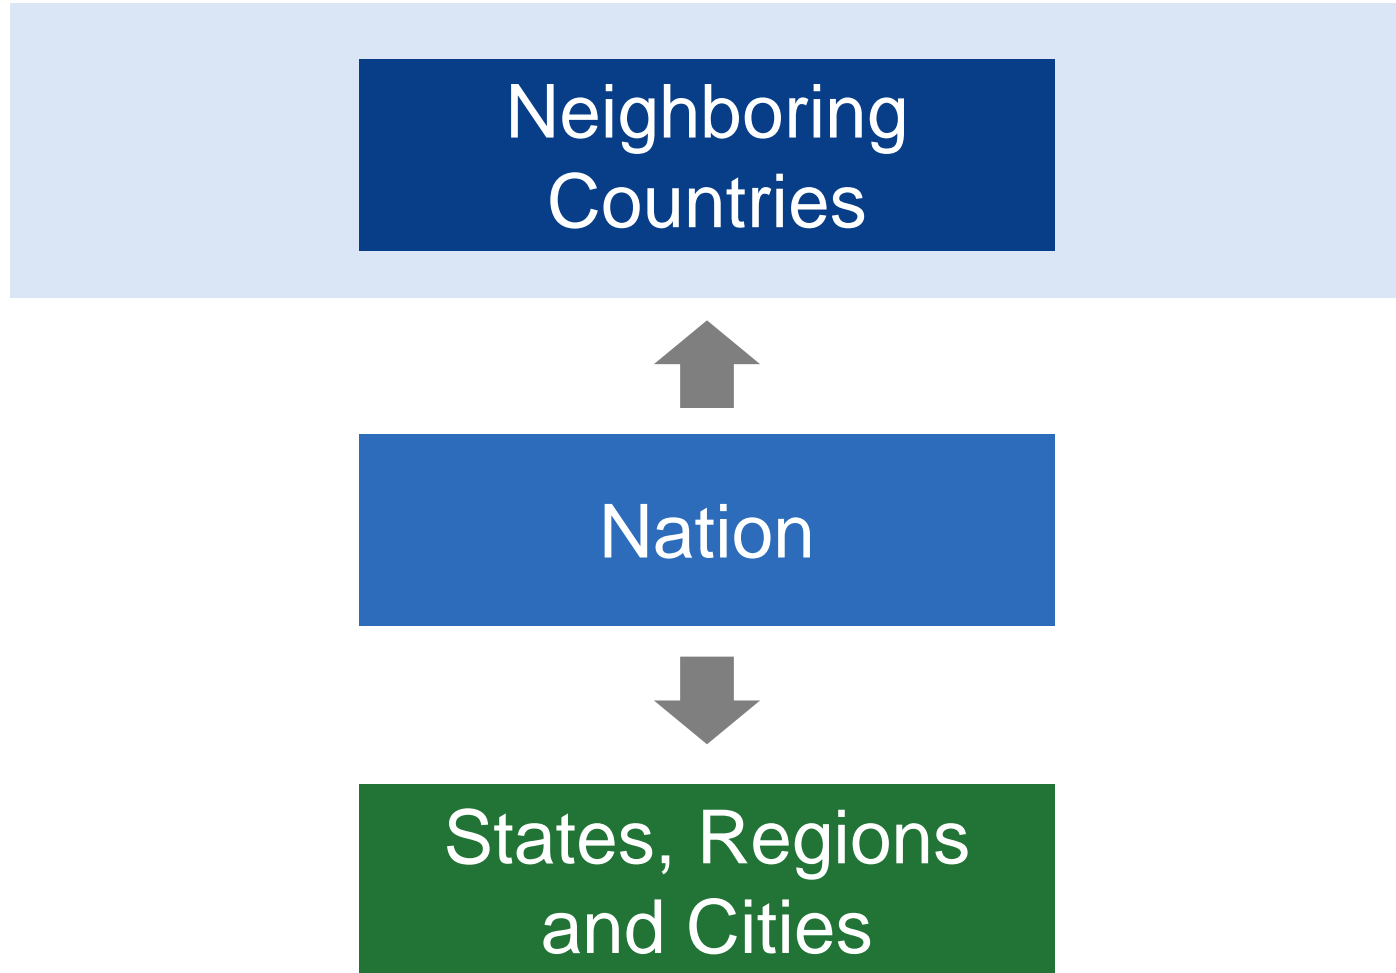 Neighboring
Countries
Nation
States, Regions
and Cities